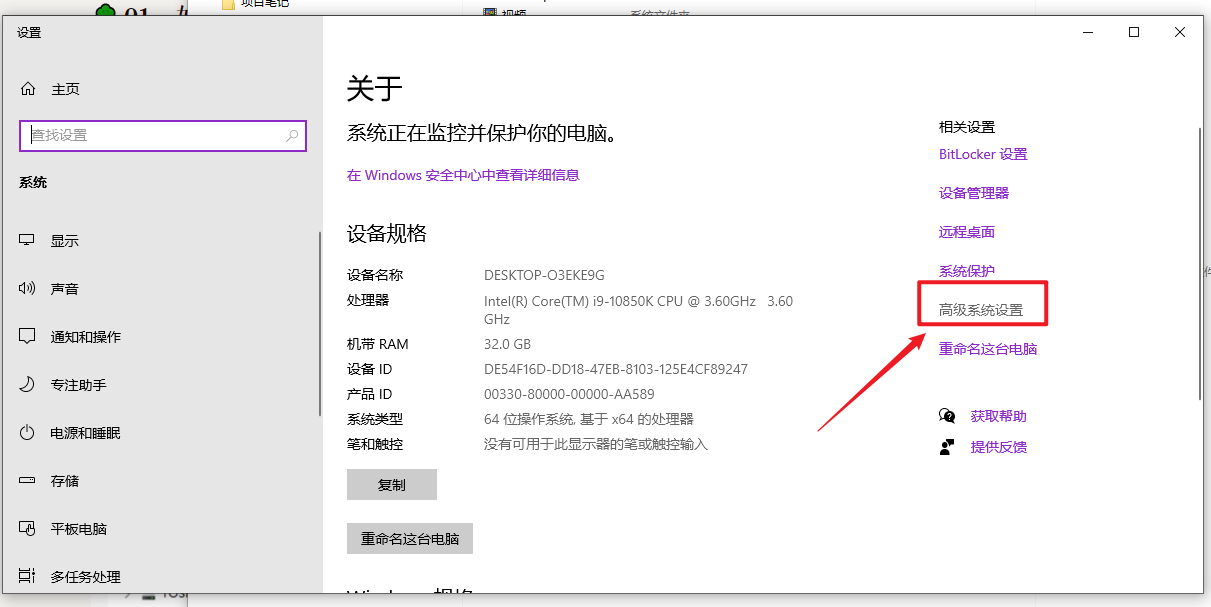 项目笔记
视频
设置
主页
查找设置
系统
显示
声音
通知和操作
专注助手
电源和睡眠
存储
平板电脑
多任务处理
关于
系统正在监控并保护你的电脑。
在 Windows 安全中心中查看详细信息
设备规格
设备名称 DESKTOP-O3EKE9G
处理器 Intel(R) Core(TM) i9-10850K CPU @ 3.60GHz 3.60
GHz
机带 RAM 32.0 GB
设备 ID DE54F16D-DD18-47EB-8103-125E4CF89247
产品 ID 00330-80000-00000-AA589
系统类型 64 位操作系统, 基于 x64 的处理器
笔和触控 没有可用于此显示器的笔或触控输入
复制
重命名这台电脑
相关设置
BitLocker 设置
设备管理器
远程桌面
系统保护
高级系统设置
重命名这台电脑
获取帮助
提供反馈